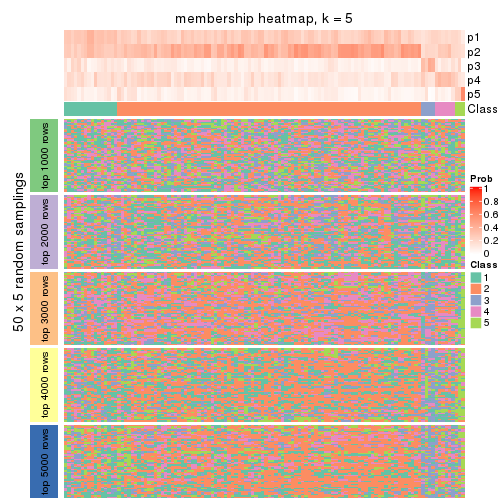 membership heatmap, k = 5
p1
p2
p3
p4
p5
Class
50 x 5 random samplings
top 1000 rows
top 2000 rows
top 3000 rows
top 4000 rows
top 5000 rows
Prob
1
0.8
0.6
0.4
0.2
0
Class
1
2
3
4
5